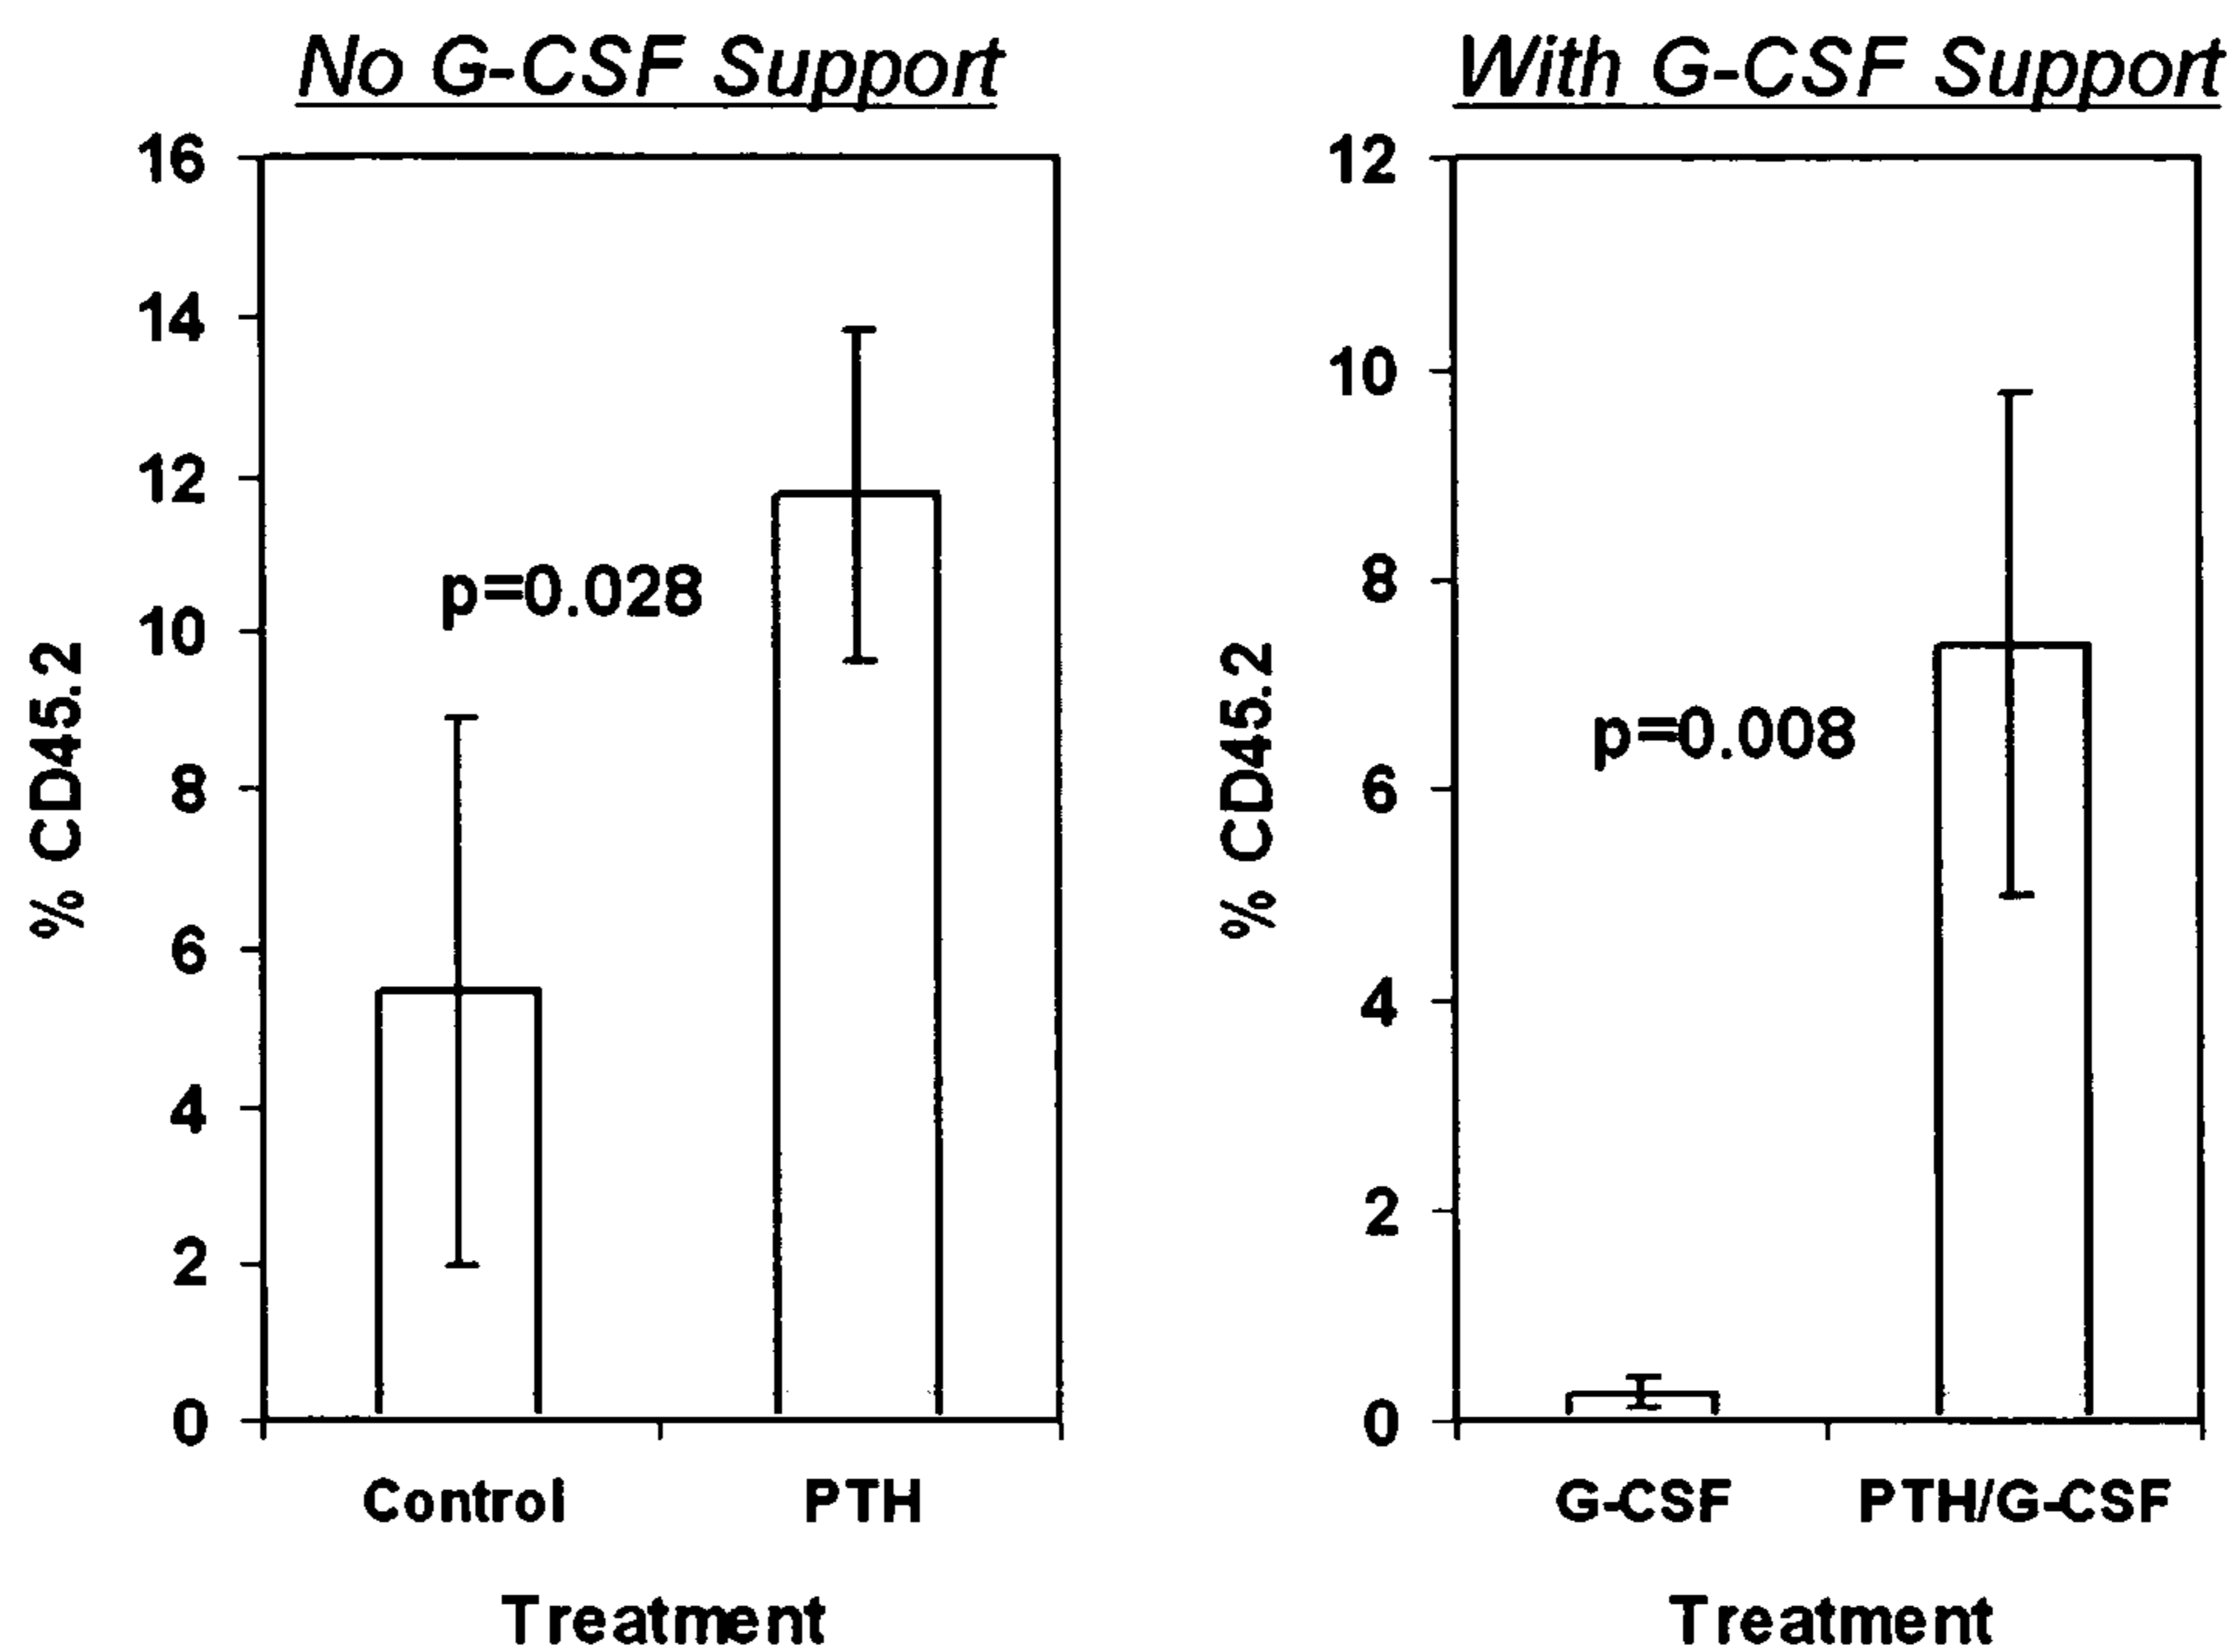 No G-CSF Support
16
14
12
10
8
6
4
2
0
% CD45.2
p=0.028
Control PTH
Treatment
With G-CSF Support
12
10
8
6
4
2
0
% CD45.2
p=0.008
G-CSF PTH/G-CSF
Treatment